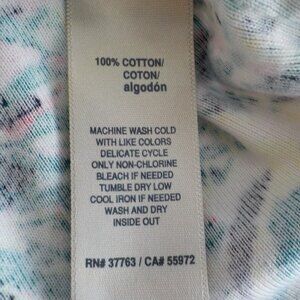 100% COTTON/
COTON/
algodón
MACHINE WASH COLD
WITH LIKE COLORS
DELICATE CYCLE
ONLY NON-CHLORINE
BLEACH IF NEEDED
TUMBLE DRY LOW
COOL IRON IF NEEDED
WASH AND DRY
INSIDE OUT
RN# 37763 / CA# 55972